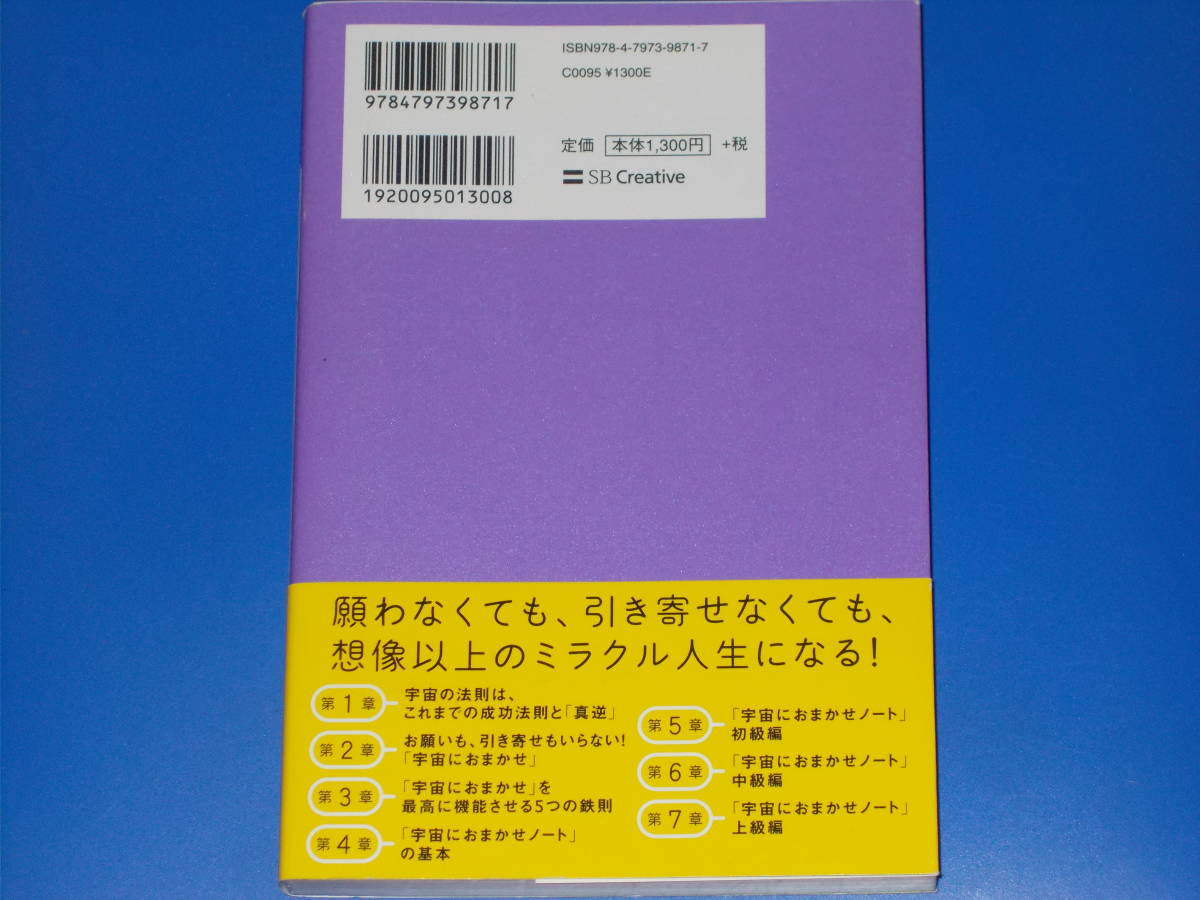 ISBN978-4-7973-9871-7
C0095 ¥1300E
9784797398717
1920095013008
定価 本体1,300円 +税
SB Creative
願わなくても、引き寄せなくても、
想像以上のミラクル人生になる!
第1章
宇宙の法則は、
これまでの成功法則と「真逆」
第2章
お願いも、引き寄せもいらない!
「宇宙におまかせ」
第3章
「宇宙におまかせ」を
最高に機能させる5つの鉄則
第4章
「宇宙におまかせノート」
の基本
第5章
「宇宙におまかせノート」
初級編
第6章
「宇宙におまかせノート」
中級編
第7章
「宇宙におまかせノート」
上級編